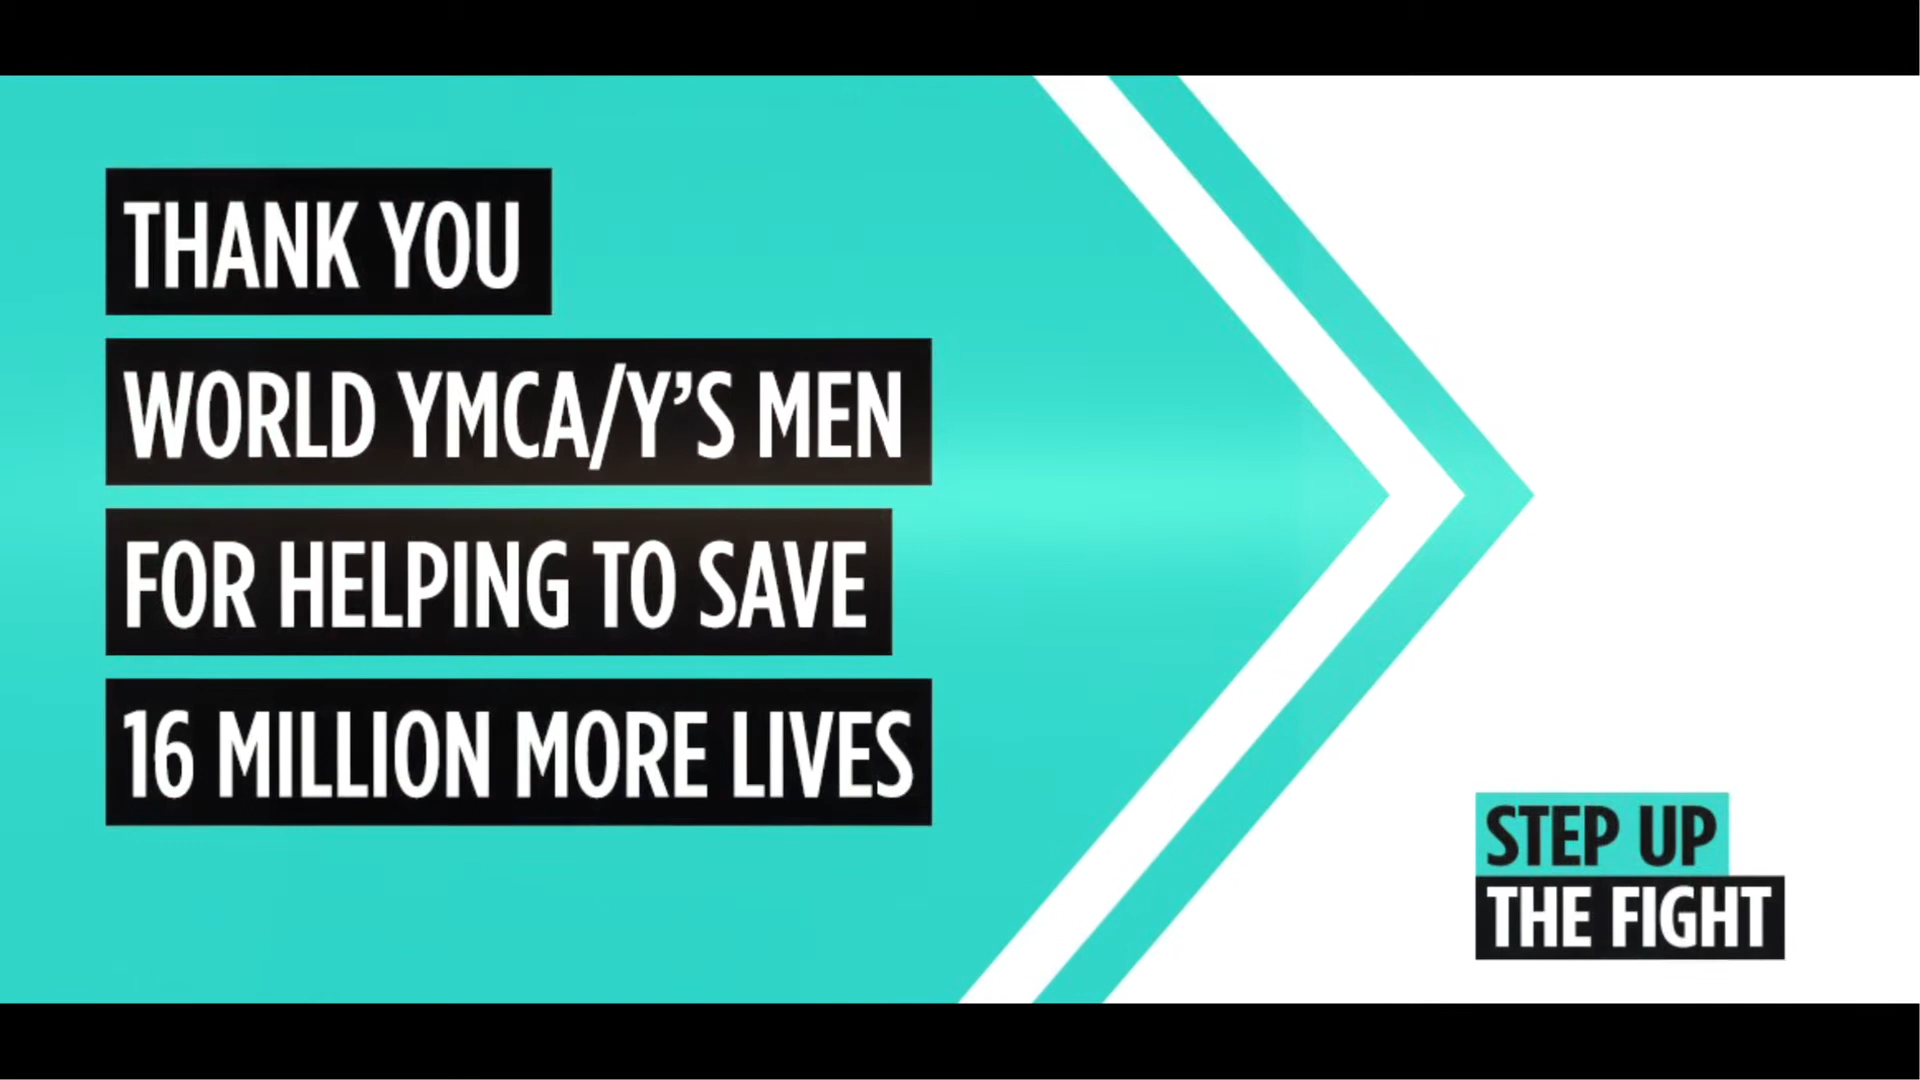 THANK YOU
WORLD YMCA/Y’S MEN
FOR HELPING TO SAVE
16 MILLION MORE LIVES
STEP UP
THE FIGHT